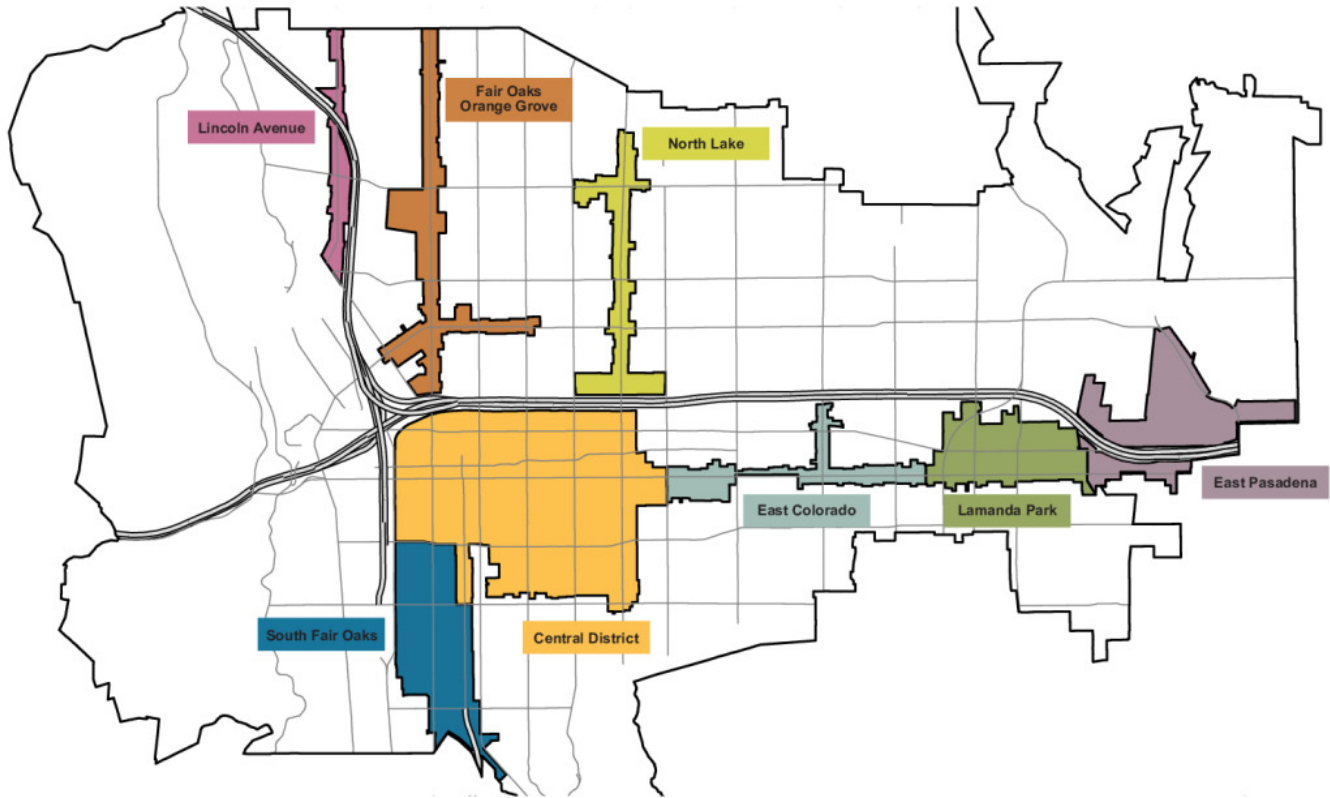 Fair Oaks
Orange Grove
Lincoln Avenue
North Lake
East Pasadena
East Colorado
Lamanda Park
South Fair Oaks
Central District